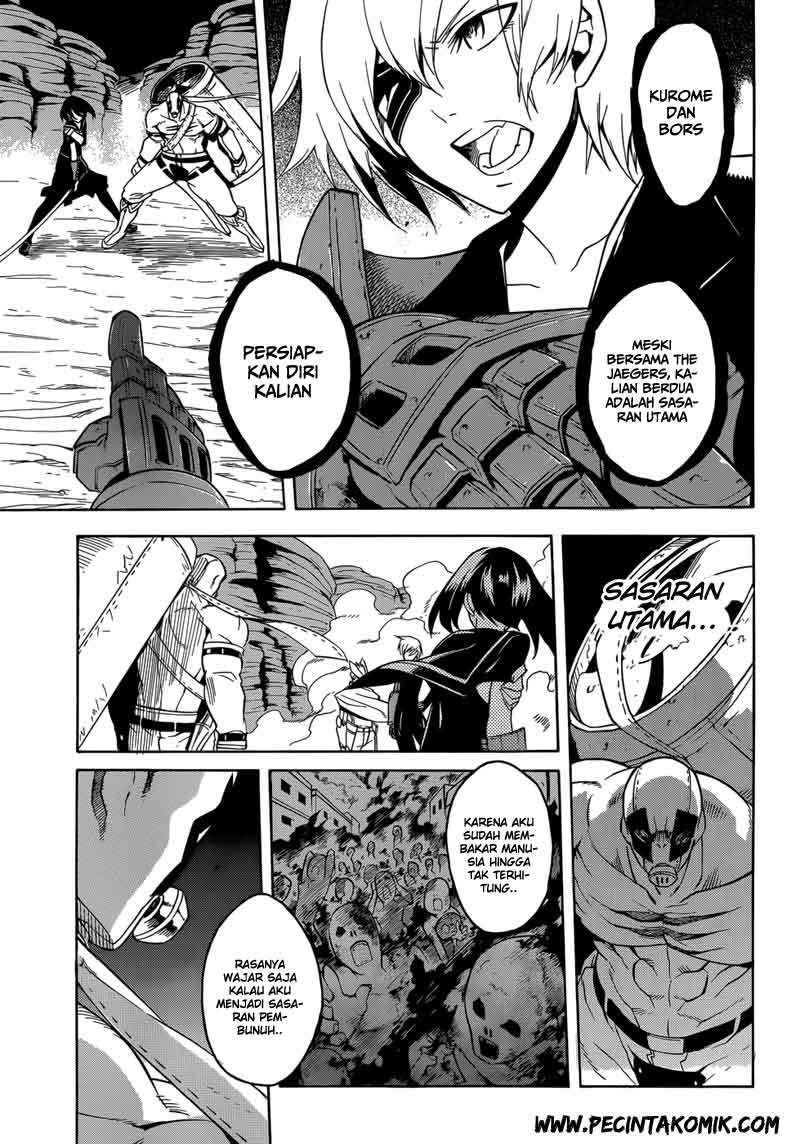 KUROME
DAN
BORS
MESKI
BERSAMA THE
JAEGERS, KA-
LIAN BERDUA
ADALAH SASA-
RAN UTAMA
PERSIAP-
KAN DIRI
KALIAN
SASARAN
UTAMA...
KARENA AKU
SUDAH MEM-
BAKAR MANU-
SIA HINGGA
TAK TERHI-
TUNG..
RASANYA
WAJAR SAJA
KALAU AKU
MENJADI SASA-
RAN PEM-
BUNUH..
WWW.PECINTAKOMIK.COM